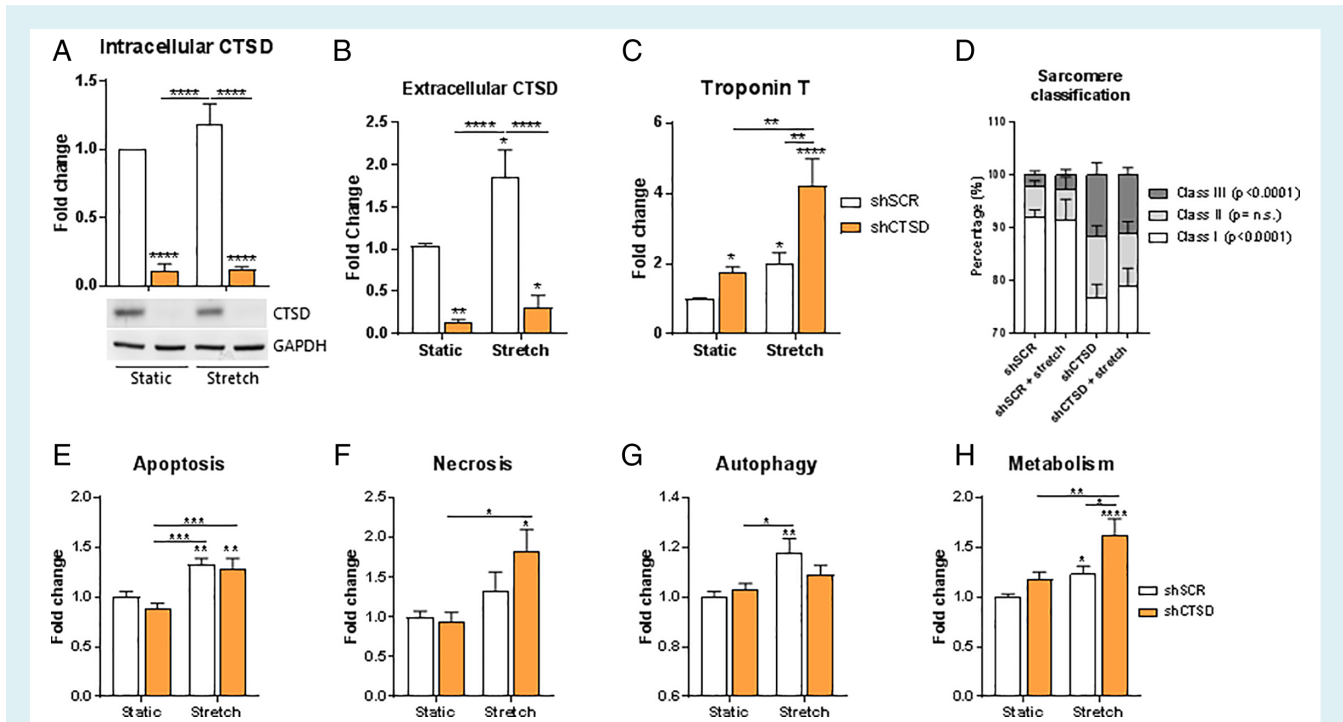 A
Intracellular CTSD
1.5
1.0
0.5
0.0
Fold change
**** ****
**** ****
CTSD
GAPDH
Static Stretch
B
Extracellular CTSD
2.5
2.0
1.5
1.0
0.5
0.0
Fold Change
**** ****
*
** *
Static Stretch
C
Troponin T
6
4
2
0
Fold change
**
**
****
* *
Static Stretch
shSCR
shCTSD
D
Sarcomere
classification
110
100
90
80
70
Percentage (%)
Class III (p<0.0001)
Class II (p= n.s.)
Class I (p<0.0001)
shSCR
shSCR + stretch
shCTSD
shCTSD + stretch
E
Apoptosis
2.0
1.5
1.0
0.5
0.0
Fold change
***
***
** **
Static Stretch
F
Necrosis
2.5
2.0
1.5
1.0
0.5
0.0
Fold change
*
*
Static Stretch
G
Autophagy
1.4
1.2
1.0
0.8
0.6
Fold change
*
**
Static Stretch
H
Metabolism
2.0
1.5
1.0
0.5
0.0
Fold change
**
*
****
*
Static Stretch
shSCR
shCTSD